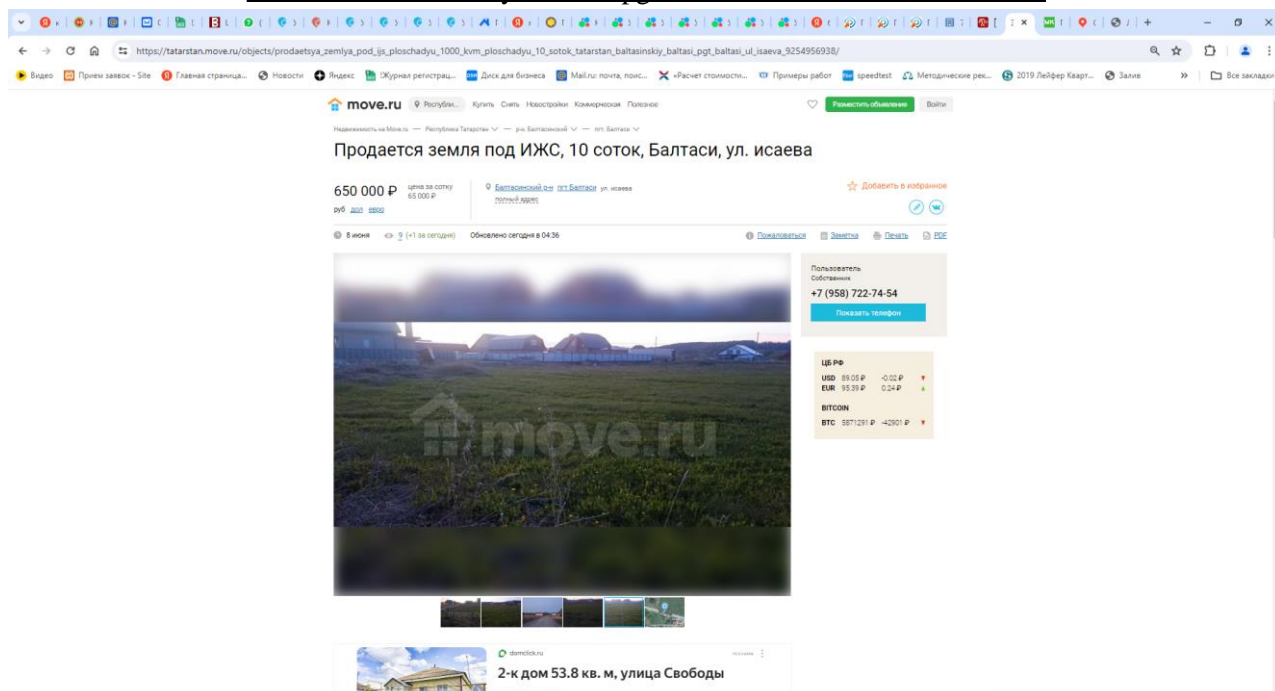 https://tatarstan.move.ru/objects/prodaetsya_zemlya_pod_ijs_ploschadyu_1000_kvm_ploschadyu_10_sotok_tatarstan_baltasinskiy_baltasi_pgt_baltasi_ul_isaeva_9254956938/
Видео Прием заявок - Site Главная страница... Новости Яндекс Журнал регистрац... Диск для бизнеса Mail.ru: почта, поис... «Расчет стоимости... Примеры работ speedtest Методические рек... 2019 Лейфер Кварт... Залив » Все закладки
move.ru Республи... Купить Снять Новостройки Коммерческая Полезное Разместить объявление Войти
Недвижимость на Move.ru — Республика Татарстан — р-н. Балтасинский — пгт. Балтаси
Продается земля под ИЖС, 10 соток, Балтаси, ул. исаева
650 000 ₽ цена за сотку Балтасинский р-н пгт Балтаси ул. исаева Добавить в избранное
65 000 ₽ полный адрес
руб дол евро
8 июня 9 (+1 за сегодня) Обновлено сегодня в 04:36 Пожаловаться Заметка Печать PDF
Пользователь
Собственник
+7 (958) 722-74-54
Показать телефон
ЦБ РФ
USD 89.05 ₽ -0.02 ₽
EUR 95.39 ₽ 0.24 ₽
BITCOIN
BTC 5871291 ₽ -42901 ₽
move.ru
domclick.ru реклама
2-к дом 53.8 кв. м, улица Свободы